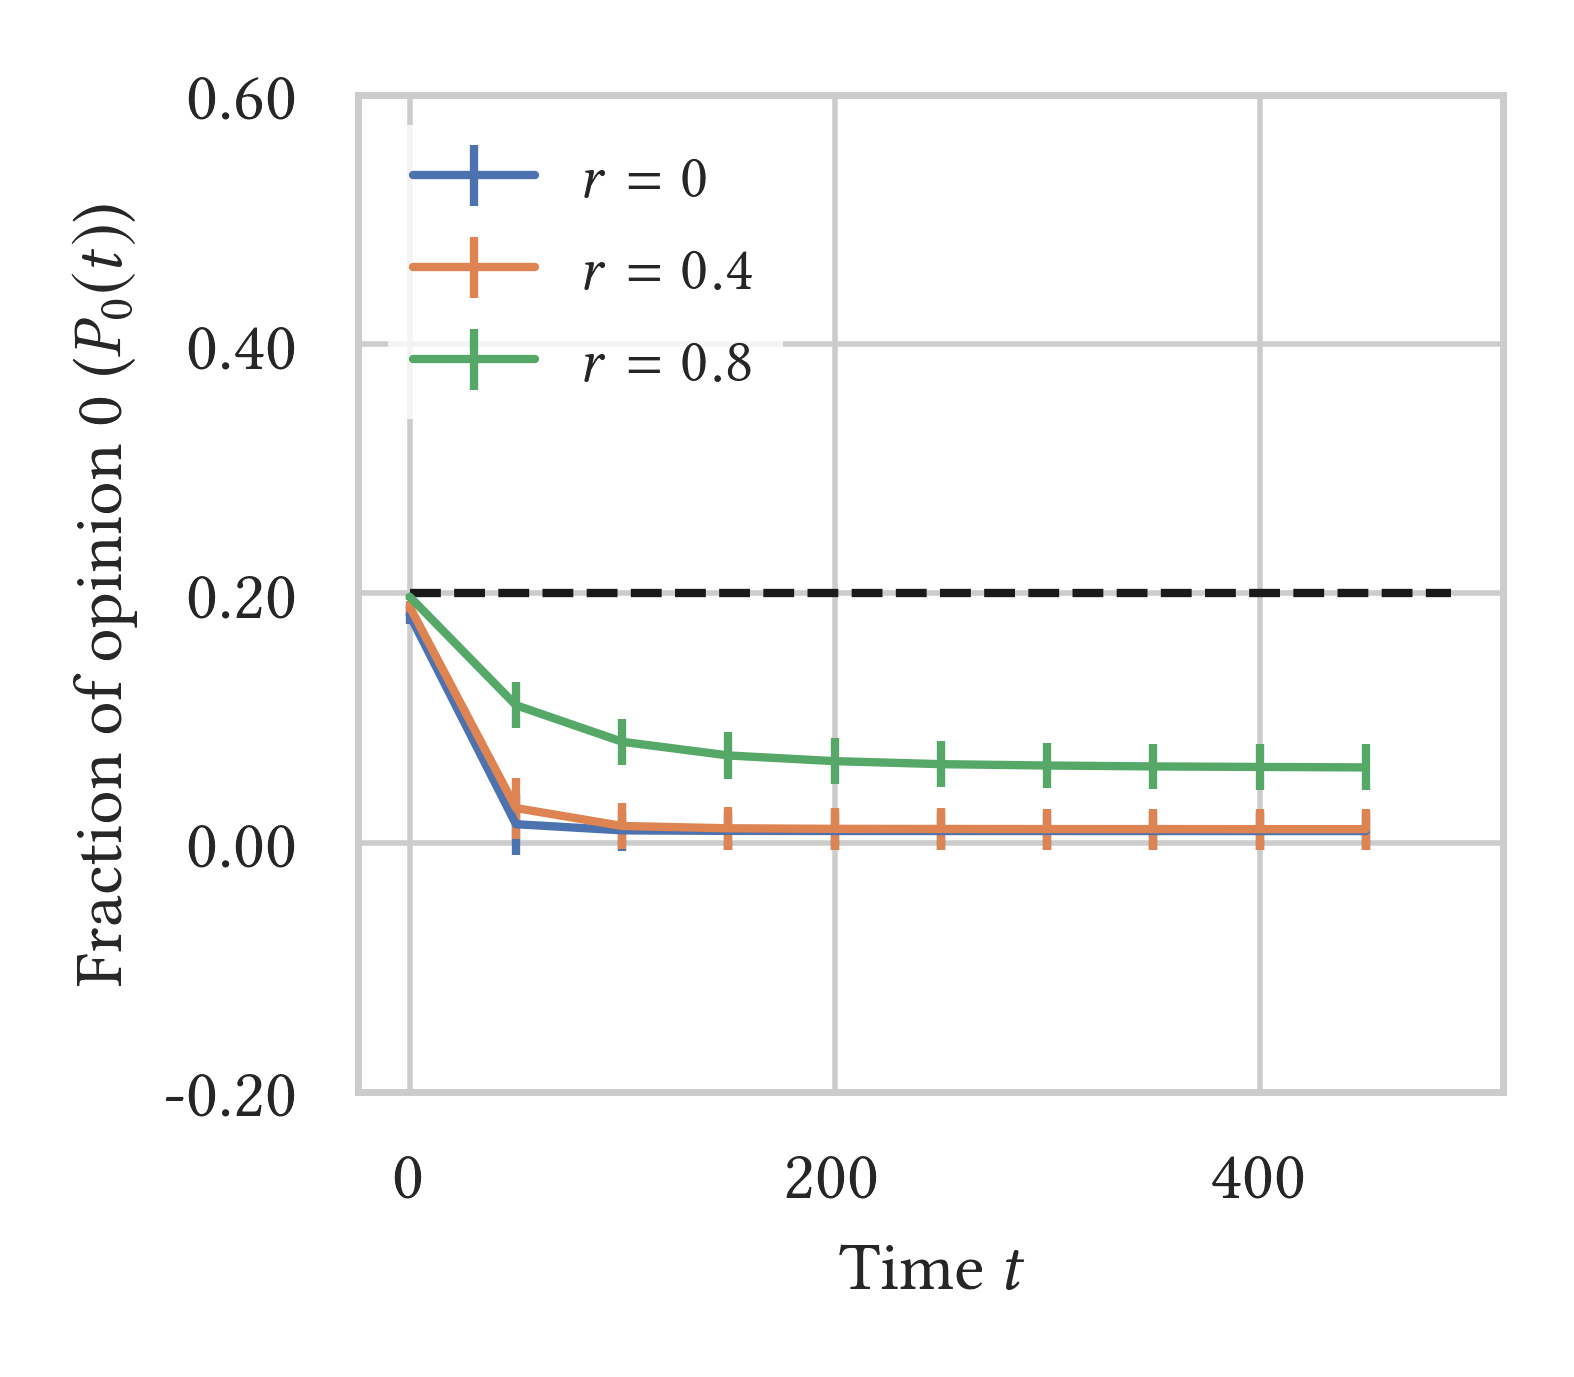 0.60
0.40
0.20
0.00
-0.20
Fraction of opinion 0 (P₀(t))
r = 0
r = 0.4
r = 0.8
0 200 400
Time t